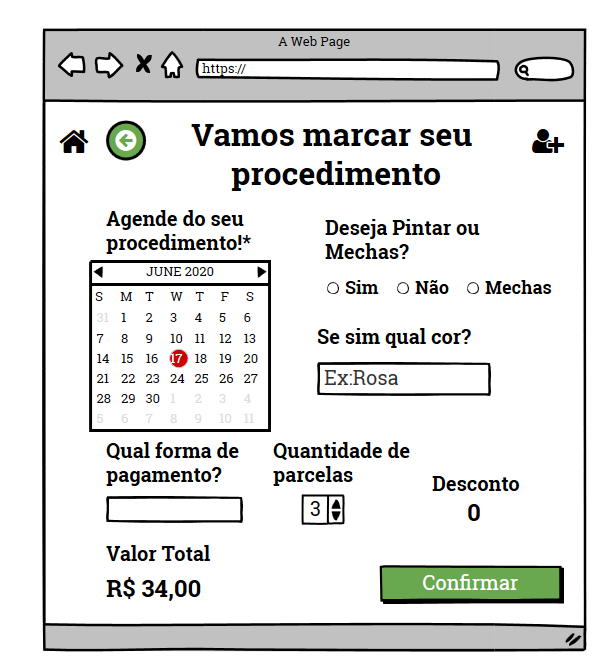 A Web Page
https://
Vamos marcar seu
procedimento
Agende do seu
procedimento!*
JUNE 2020
S M T W T F S
31 1 2 3 4 5 6
7 8 9 10 11 12 13
14 15 16 17 18 19 20
21 22 23 24 25 26 27
28 29 30 1 2 3 4
5 6 7 8 9 10 11
Deseja Pintar ou
Mechas?
Sim Não Mechas
Se sim qual cor?
Ex:Rosa
Qual forma de
pagamento?
Quantidade de
parcelas
3
Desconto
0
Valor Total
R$ 34,00
Confirmar